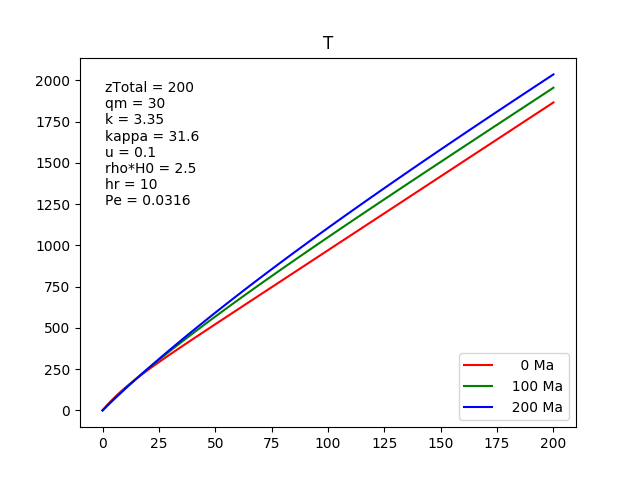 T
2000
1750
1500
1250
1000
750
500
250
0
zTotal = 200
qm = 30
k = 3.35
kappa = 31.6
u = 0.1
rho*H0 = 2.5
hr = 10
Pe = 0.0316
0 Ma
100 Ma
200 Ma
0 25 50 75 100 125 150 175 200